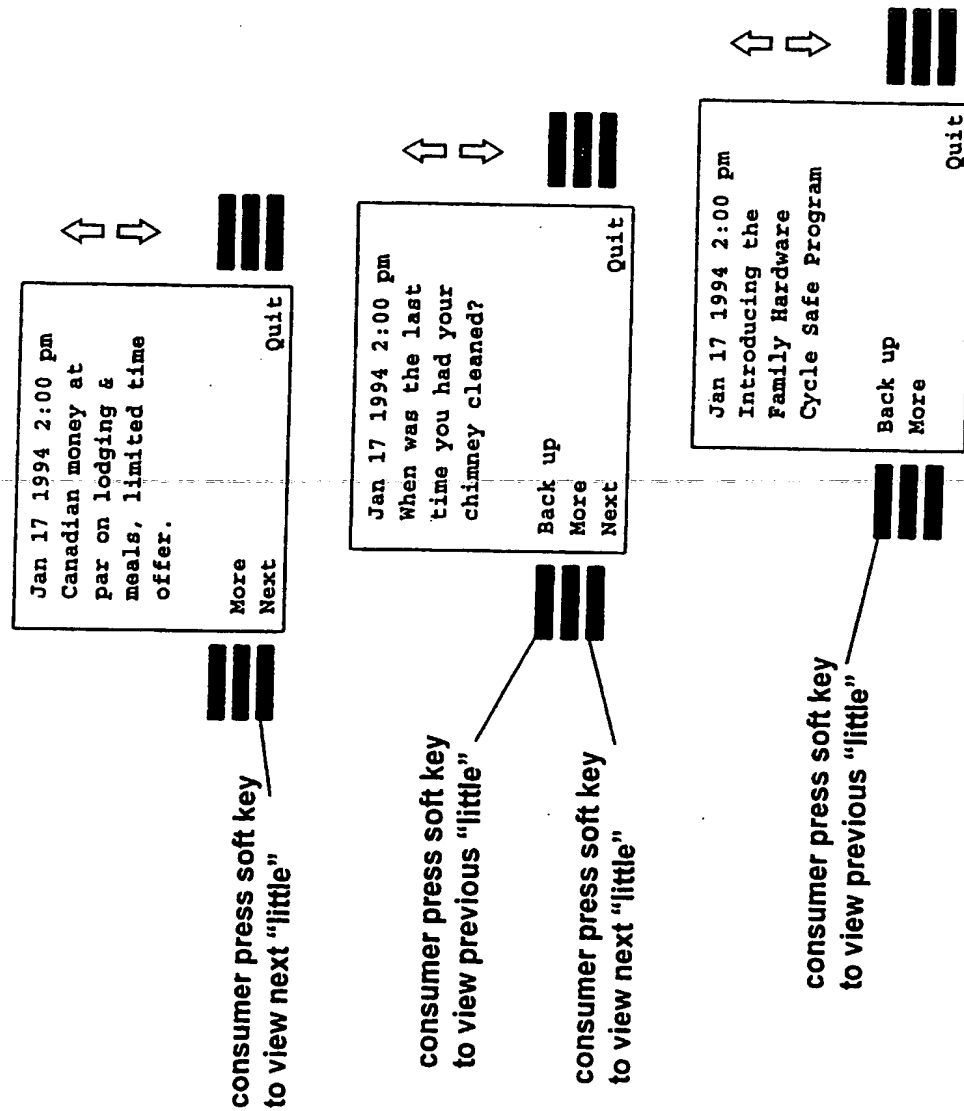 consumer press soft key
to view next "little"
Jan 17 1994 2:00 pm
Canadian money at
par on lodging &
meals, limited time
offer.
More
Next
Quit
consumer press soft key
to view previous "little"
consumer press soft key
to view next "little"
Jan 17 1994 2:00 pm
When was the last
time you had your
chimney cleaned?
Back up
More
Next
Quit
consumer press soft key
to view previous "little"
Jan 17 1994 2:00 pm
Introducing the
Family Hardware
Cycle Safe Program
Back up
More
Quit